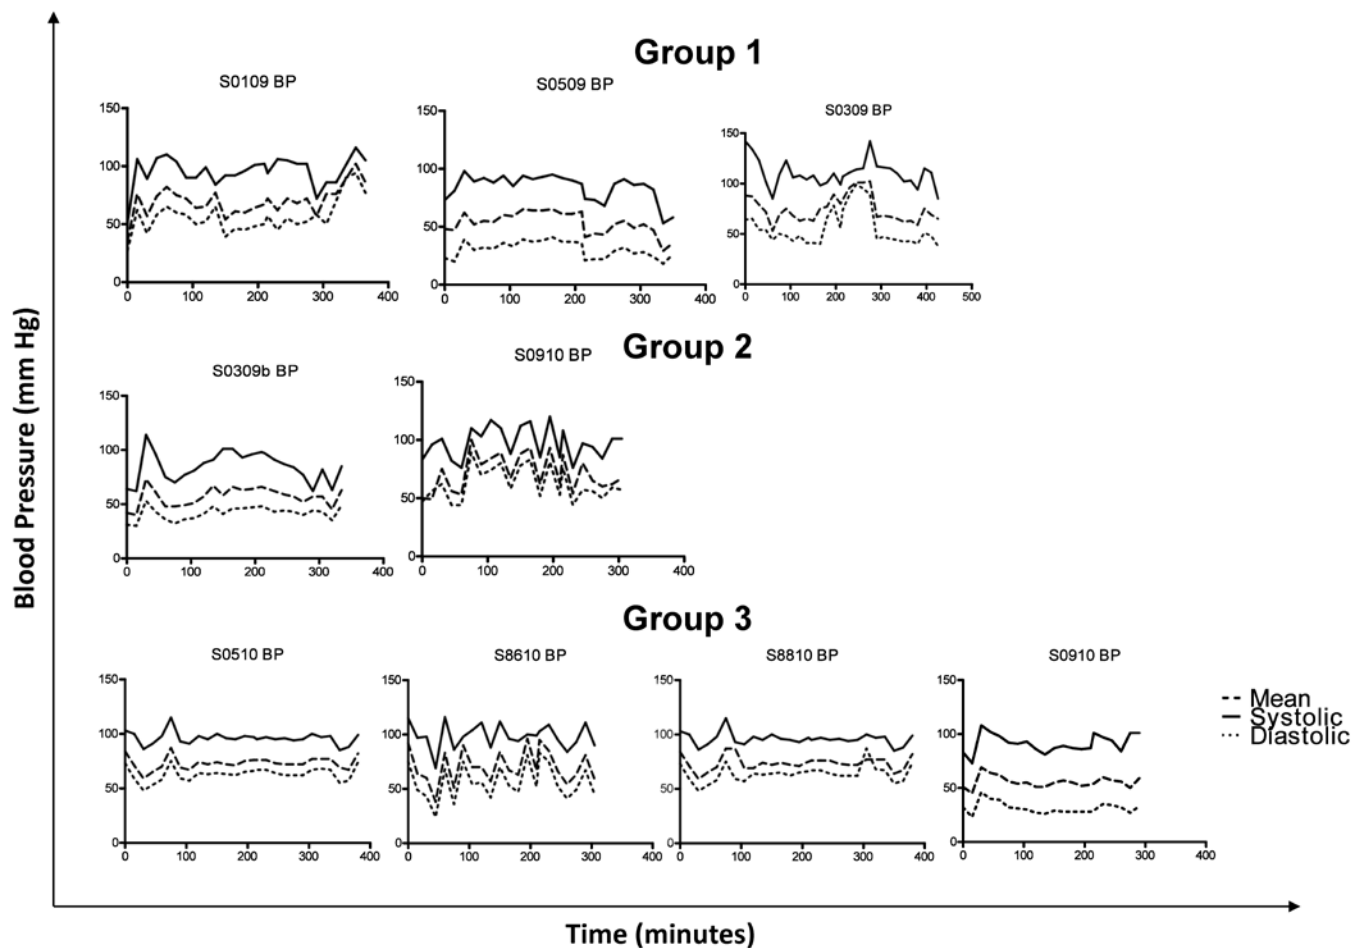 Group 1
S0109 BP
S0509 BP
S0309 BP
150
100
50
0
0 100 200 300 400
150
100
50
0
0 100 200 300 400
150
100
50
0
0 100 200 300 400 500
Group 2
S0309b BP
S0910 BP
150
100
50
0
0 100 200 300 400
150
100
50
0
0 100 200 300 400
Group 3
S0510 BP
S8610 BP
S8810 BP
S0910 BP
150
100
50
0
0 100 200 300 400
150
100
50
0
0 100 200 300 400
150
100
50
0
0 100 200 300 400
150
100
50
0
0 100 200 300 400
Mean
Systolic
Diastolic
Blood Pressure (mm Hg)
Time (minutes)